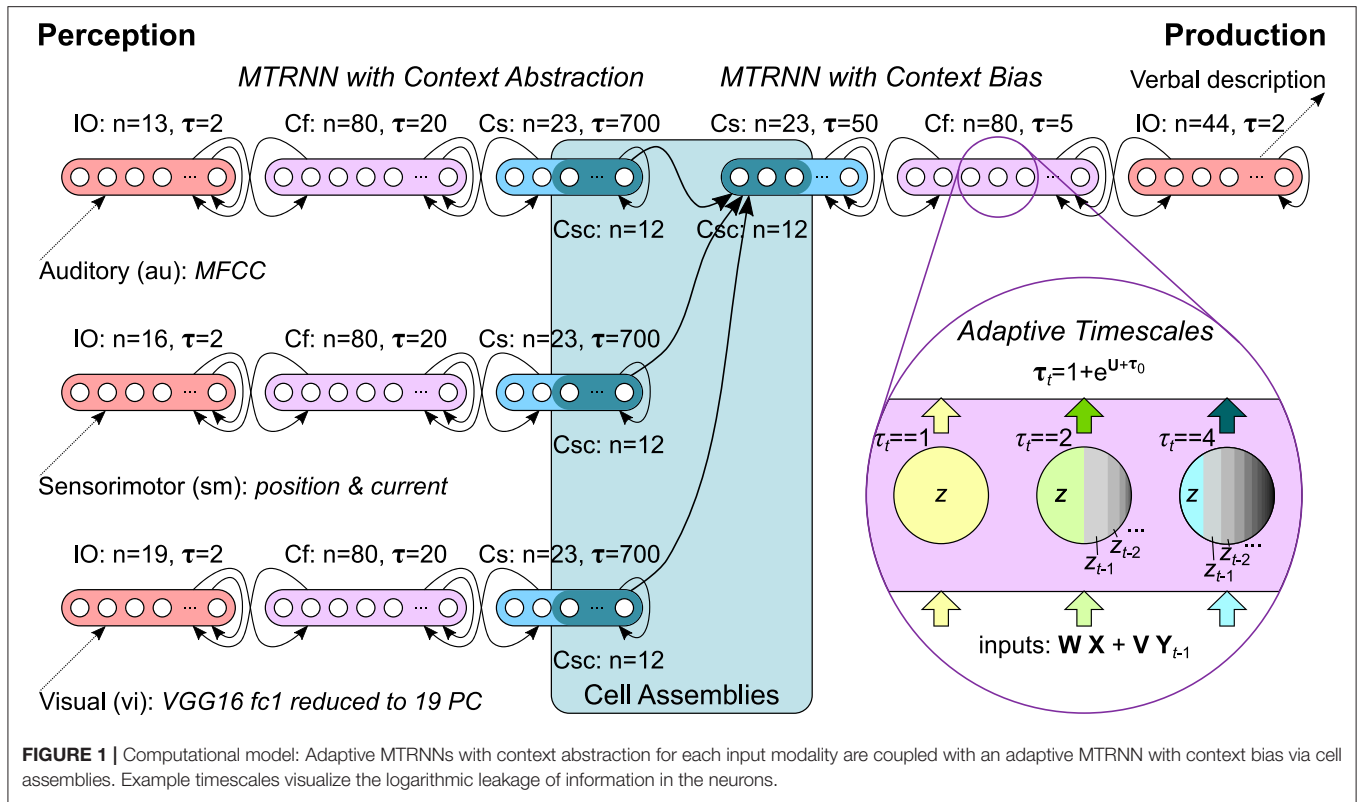 Perception
Production
MTRNN with Context Abstraction
MTRNN with Context Bias
Verbal description
IO: n=13, τ=2
Cf: n=80, τ=20
Cs: n=23, τ=700
Cs: n=23, τ=50
Cf: n=80, τ=5
IO: n=44, τ=2
Csc: n=12
Csc: n=12
Auditory (au): MFCC
IO: n=16, τ=2
Cf: n=80, τ=20
Cs: n=23, τ=700
Csc: n=12
Sensorimotor (sm): position & current
IO: n=19, τ=2
Cf: n=80, τ=20
Cs: n=23, τ=700
Csc: n=12
Visual (vi): VGG16 fc1 reduced to 19 PC
Cell Assemblies
Adaptive Timescales
τt=1+eU+τ0
τt==1
τt==2
τt==4
z
z
z
zt-1
zt-2
...
zt-1
zt-2
...
inputs: W X + V Yt-1
FIGURE 1 | Computational model: Adaptive MTRNNs with context abstraction for each input modality are coupled with an adaptive MTRNN with context bias via cell
assemblies. Example timescales visualize the logarithmic leakage of information in the neurons.